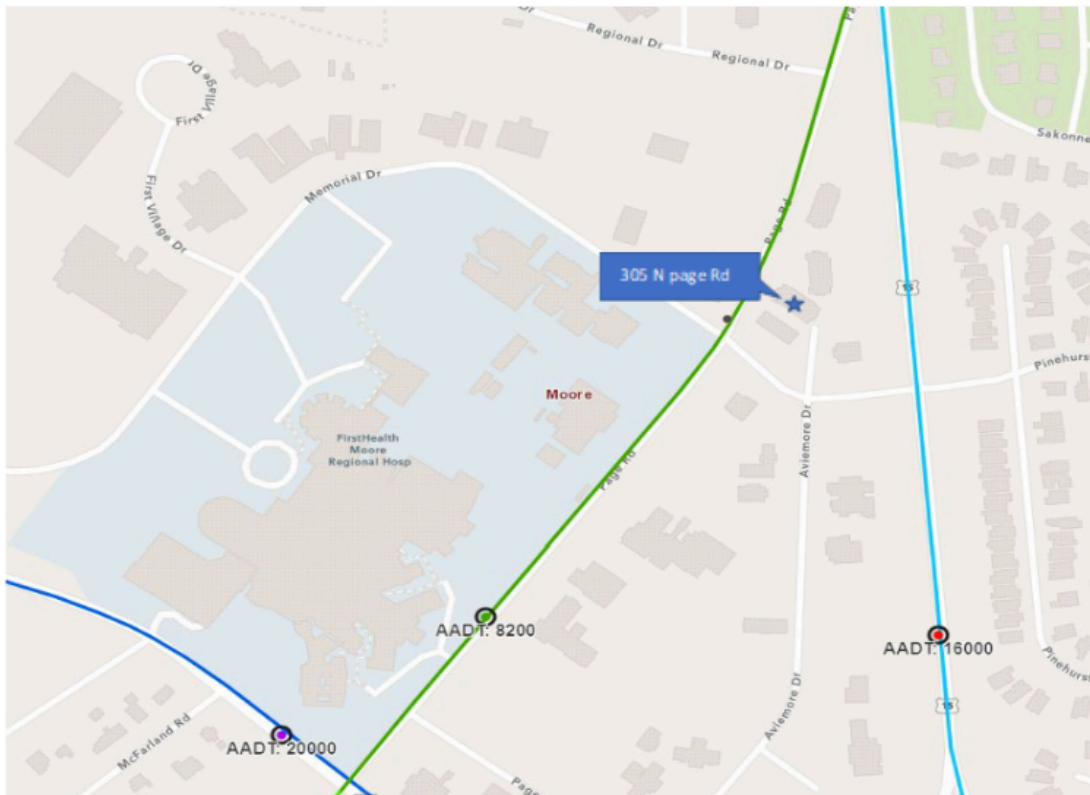 Pa
Regional Dr
Regional Dr
First Village Dr
Sakonne
Memorial Dr
First Village Dr
Page Rd
305 N page Rd
15
Pinehurst
Moore
FirstHealth
Moore
Regional Hosp
Aviemore Dr
Page Rd
AADT: 8200
AADT: 16000
Pinehurst
Aviemore Dr
15
McFarland Rd
AADT: 20000
Page